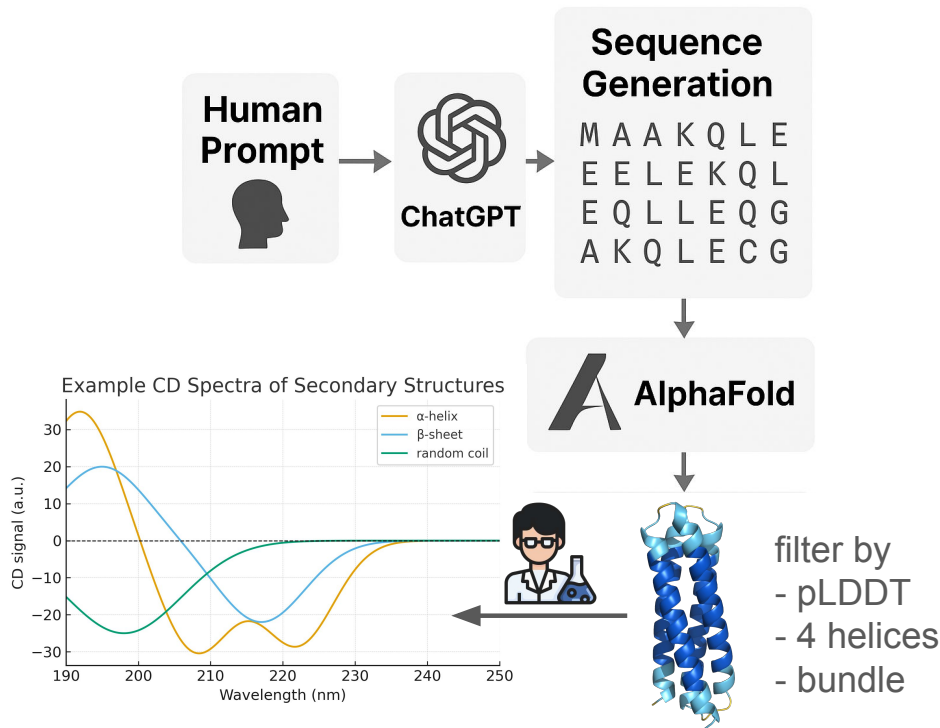 Human
Prompt
ChatGPT
Sequence
Generation
M A A K Q L E
E E L E K Q L
E Q L L E Q G
A K Q L E C G
AlphaFold
filter by
- pLDDT
- 4 helices
- bundle
Example CD Spectra of Secondary Structures
α-helix
β-sheet
random coil
CD signal (a.u.)
30
20
10
0
−10
−20
−30
190 200 210 220 230 240 250
Wavelength (nm)